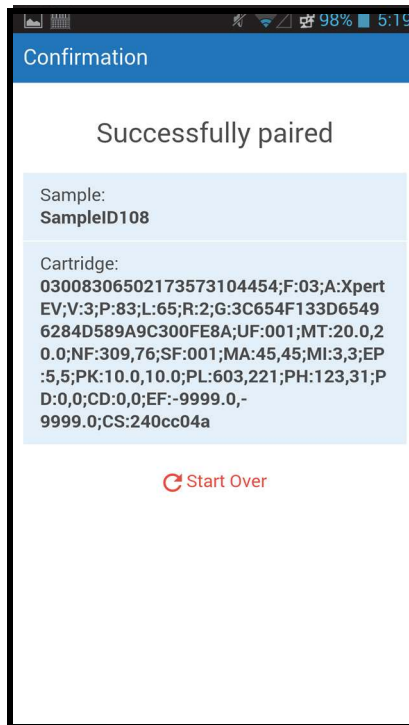 98% 5:19
Confirmation
Successfully paired
Sample:
SampleID108
Cartridge:
03008306502173573104454;F:03;A:Xpert
EV;V:3;P:83;L:65;R:2;G:3C654F133D6549
6284D589A9C300FE8A;UF:001;MT:20.0,2
0.0;NF:309,76;SF:001;MA:45,45;MI:3,3;EP
:5,5;PK:10.0,10.0;PL:603,221;PH:123,31;P
D:0,0;CD:0,0;EF:-9999.0,-
9999.0;CS:240cc04a
Start Over